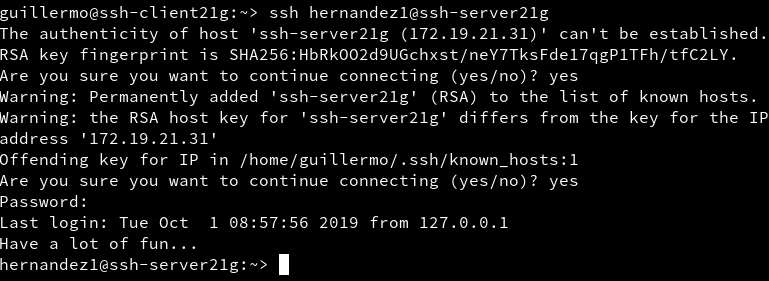 guillermo@ssh-client21g:~> ssh hernandez1@ssh-server21g
The authenticity of host 'ssh-server21g (172.19.21.31)' can't be established.
RSA key fingerprint is SHA256:HbRkOO2d9UGchxst/neY7TksFde17qgP1TFh/tfC2LY.
Are you sure you want to continue connecting (yes/no)? yes
Warning: Permanently added 'ssh-server21g' (RSA) to the list of known hosts.
Warning: the RSA host key for 'ssh-server21g' differs from the key for the IP
address '172.19.21.31'
Offending key for IP in /home/guillermo/.ssh/known_hosts:1
Are you sure you want to continue connecting (yes/no)? yes
Password:
Last login: Tue Oct  1 08:57:56 2019 from 127.0.0.1
Have a lot of fun...
hernandez1@ssh-server21g:~>